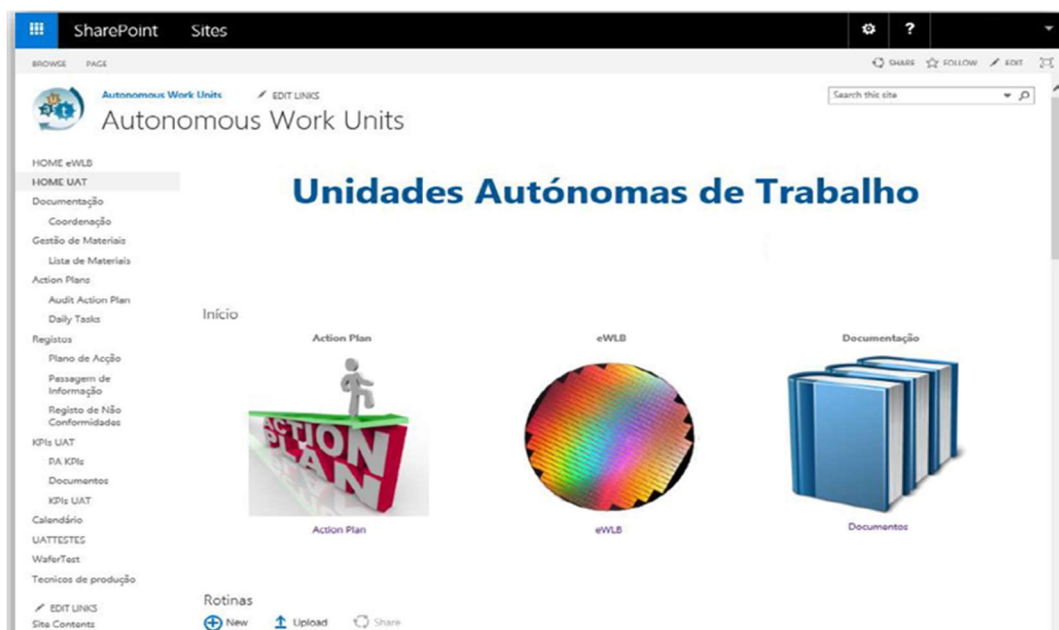 SharePoint Sites
?
BROWSE PAGE
SHARE FOLLOW EDIT
Autonomous Work Units EDIT LINKS
Search this site
Autonomous Work Units
HOME eWLB
HOME UAT
Documentação
Coordenação
Gestão de Materiais
Lista de Materiais
Action Plans
Audit Action Plan
Daily Tasks
Registos
Plano de Acção
Passagem de
Informação
Registo de Não
Conformidades
KPIs UAT
PA KPIs
Documentos
KPIs UAT
Calendário
UATTESTES
WaferTest
Tecnicos de produção
EDIT LINKS
Site Contents
Unidades Autónomas de Trabalho
Início
Action Plan
ACTION
PLAN
Action Plan
eWLB
eWLB
Documentação
Documentos
Rotinas
New Upload Share